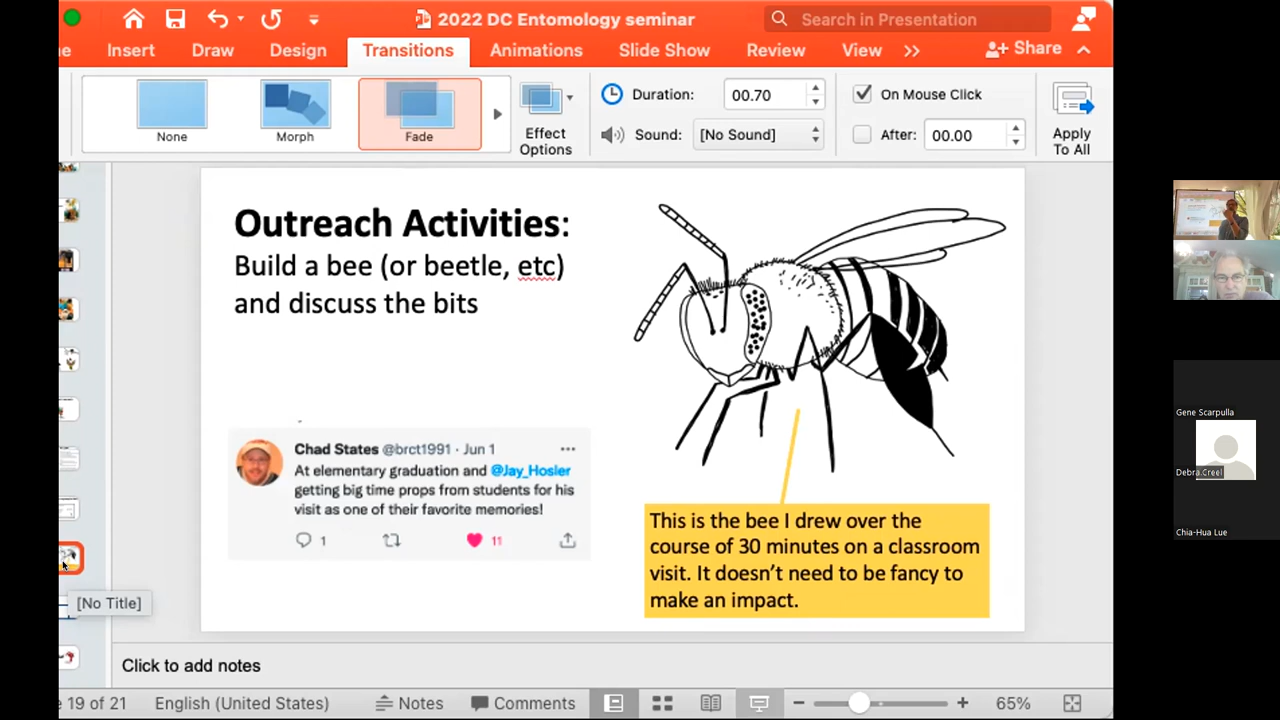 2022 DC Entomology seminar
Search in Presentation
Insert Draw Design Transitions Animations Slide Show Review View >> Share
None
Morph
Fade
Effect
Options
Duration: 00.70
Sound: [No Sound]
On Mouse Click
After: 00.00
Apply
To All
Outreach Activities:
Build a bee (or beetle, etc)
and discuss the bits
Chad States @brct1991 · Jun 1
At elementary graduation and @Jay_Hosler
getting big time props from students for his
visit as one of their favorite memories!
1
11
This is the bee I drew over the
course of 30 minutes on a classroom
visit. It doesn't need to be fancy to
make an impact.
[No Title]
Click to add notes
19 of 21 English (United States) Notes Comments 65%
Gene Scarpulla
Debra.Creel
Chia-Hua Lue